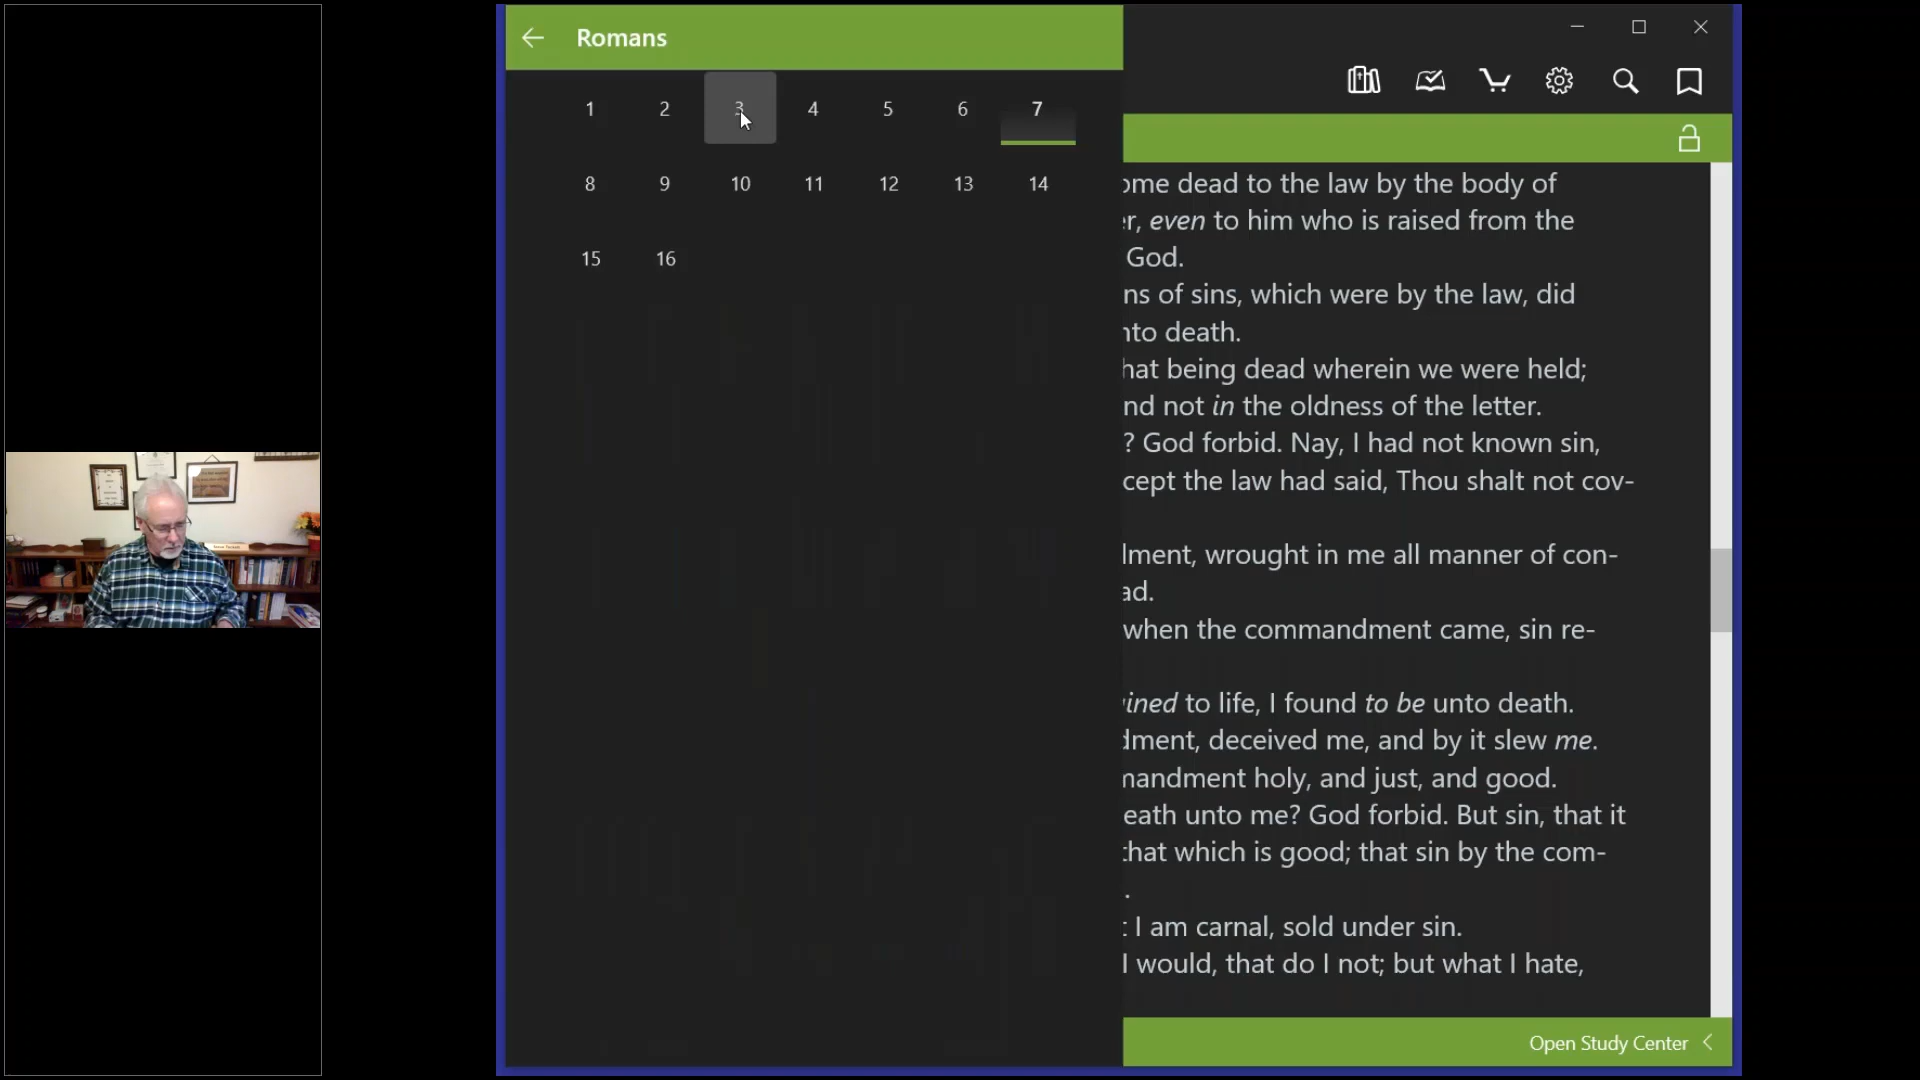 Romans
1 2 3 4 5 6 7
8 9 10 11 12 13 14
15 16
ome dead to the law by the body of
er, even to him who is raised from the
God.
ns of sins, which were by the law, did
nto death.
hat being dead wherein we were held;
nd not in the oldness of the letter.
? God forbid. Nay, I had not known sin,
cept the law had said, Thou shalt not cov-
lment, wrought in me all manner of con-
ad.
when the commandment came, sin re-
ined to life, I found to be unto death.
dment, deceived me, and by it slew me.
mandment holy, and just, and good.
eath unto me? God forbid. But sin, that it
that which is good; that sin by the com-
.
t I am carnal, sold under sin.
I would, that do I not; but what I hate,
Open Study Center